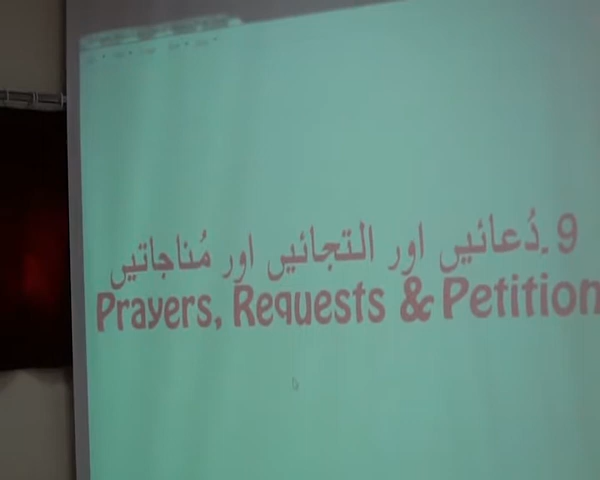 9۔دُعائیں اور التجائیں اور مُناجاتیں
Prayers, Requests & Petition